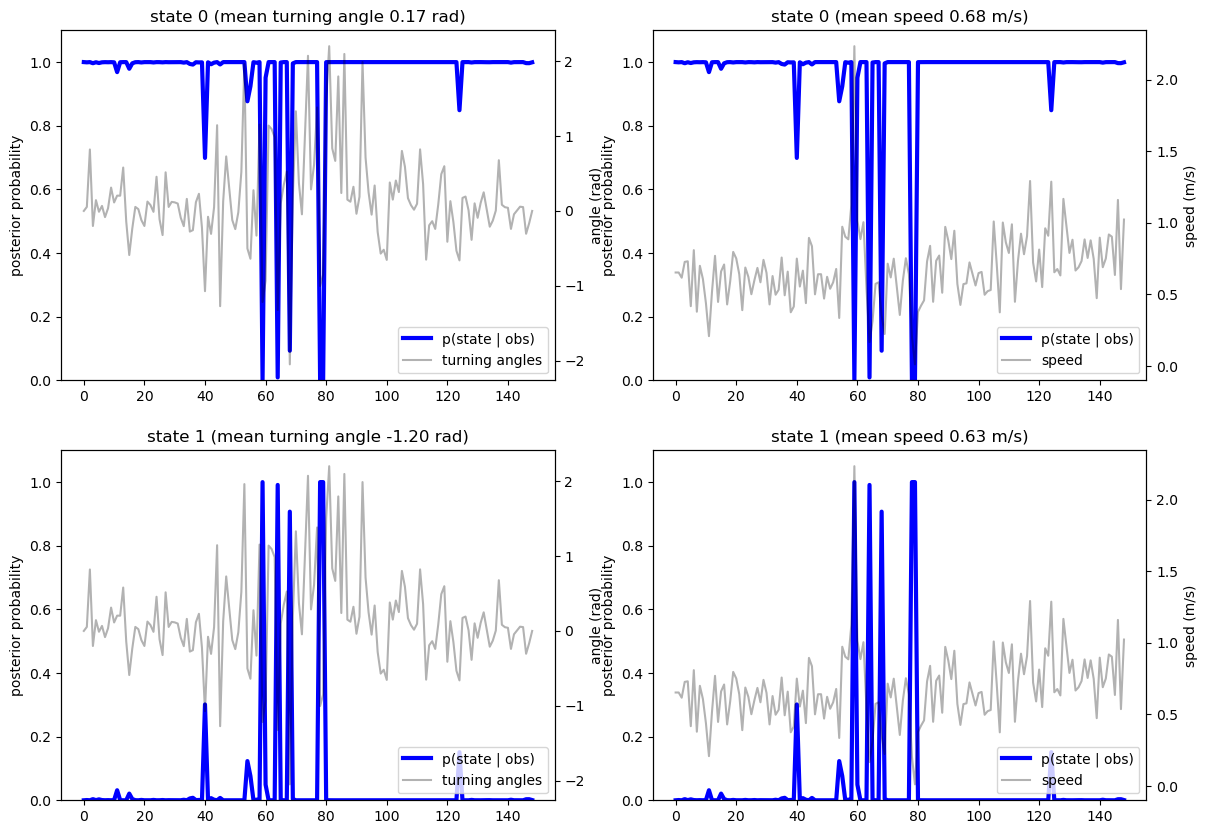 state 0 (mean turning angle 0.17 rad)
posterior probability
1.0
0.8
0.6
0.4
0.2
0.0
2
1
0
−1
−2
angle (rad)
0 20 40 60 80 100 120 140
p(state | obs)
turning angles
state 0 (mean speed 0.68 m/s)
posterior probability
1.0
0.8
0.6
0.4
0.2
0.0
2.0
1.5
1.0
0.5
0.0
speed (m/s)
0 20 40 60 80 100 120 140
p(state | obs)
speed
state 1 (mean turning angle -1.20 rad)
posterior probability
1.0
0.8
0.6
0.4
0.2
0.0
2
1
0
−1
−2
angle (rad)
0 20 40 60 80 100 120 140
p(state | obs)
turning angles
state 1 (mean speed 0.63 m/s)
posterior probability
1.0
0.8
0.6
0.4
0.2
0.0
2.0
1.5
1.0
0.5
0.0
speed (m/s)
0 20 40 60 80 100 120 140
p(state | obs)
speed